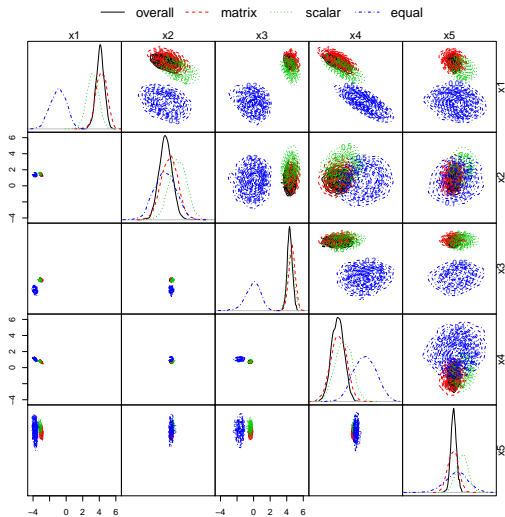 overall matrix scalar equal
x1 x2 x3 x4 x5
x1
6
4
2
0
−4
x2
x3
6
4
2
0
−4
x4
x5
−4 0 2 4 6 −4 0 2 4 6 −4 0 2 4 6